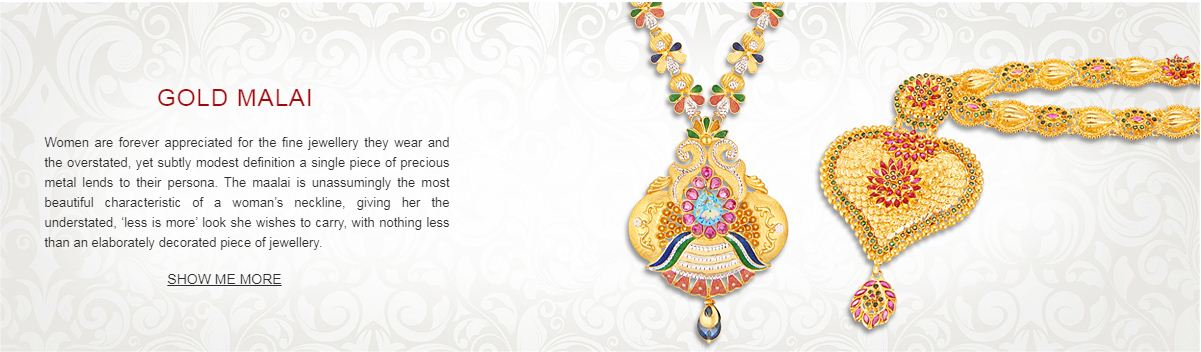 GOLD MALAI
Women are forever appreciated for the fine jewellery they wear and
the overstated, yet subtly modest definition a single piece of precious
metal lends to their persona. The maalai is unassumingly the most
beautiful characteristic of a woman’s neckline, giving her the
understated, ‘less is more’ look she wishes to carry, with nothing less
than an elaborately decorated piece of jewellery.
SHOW ME MORE